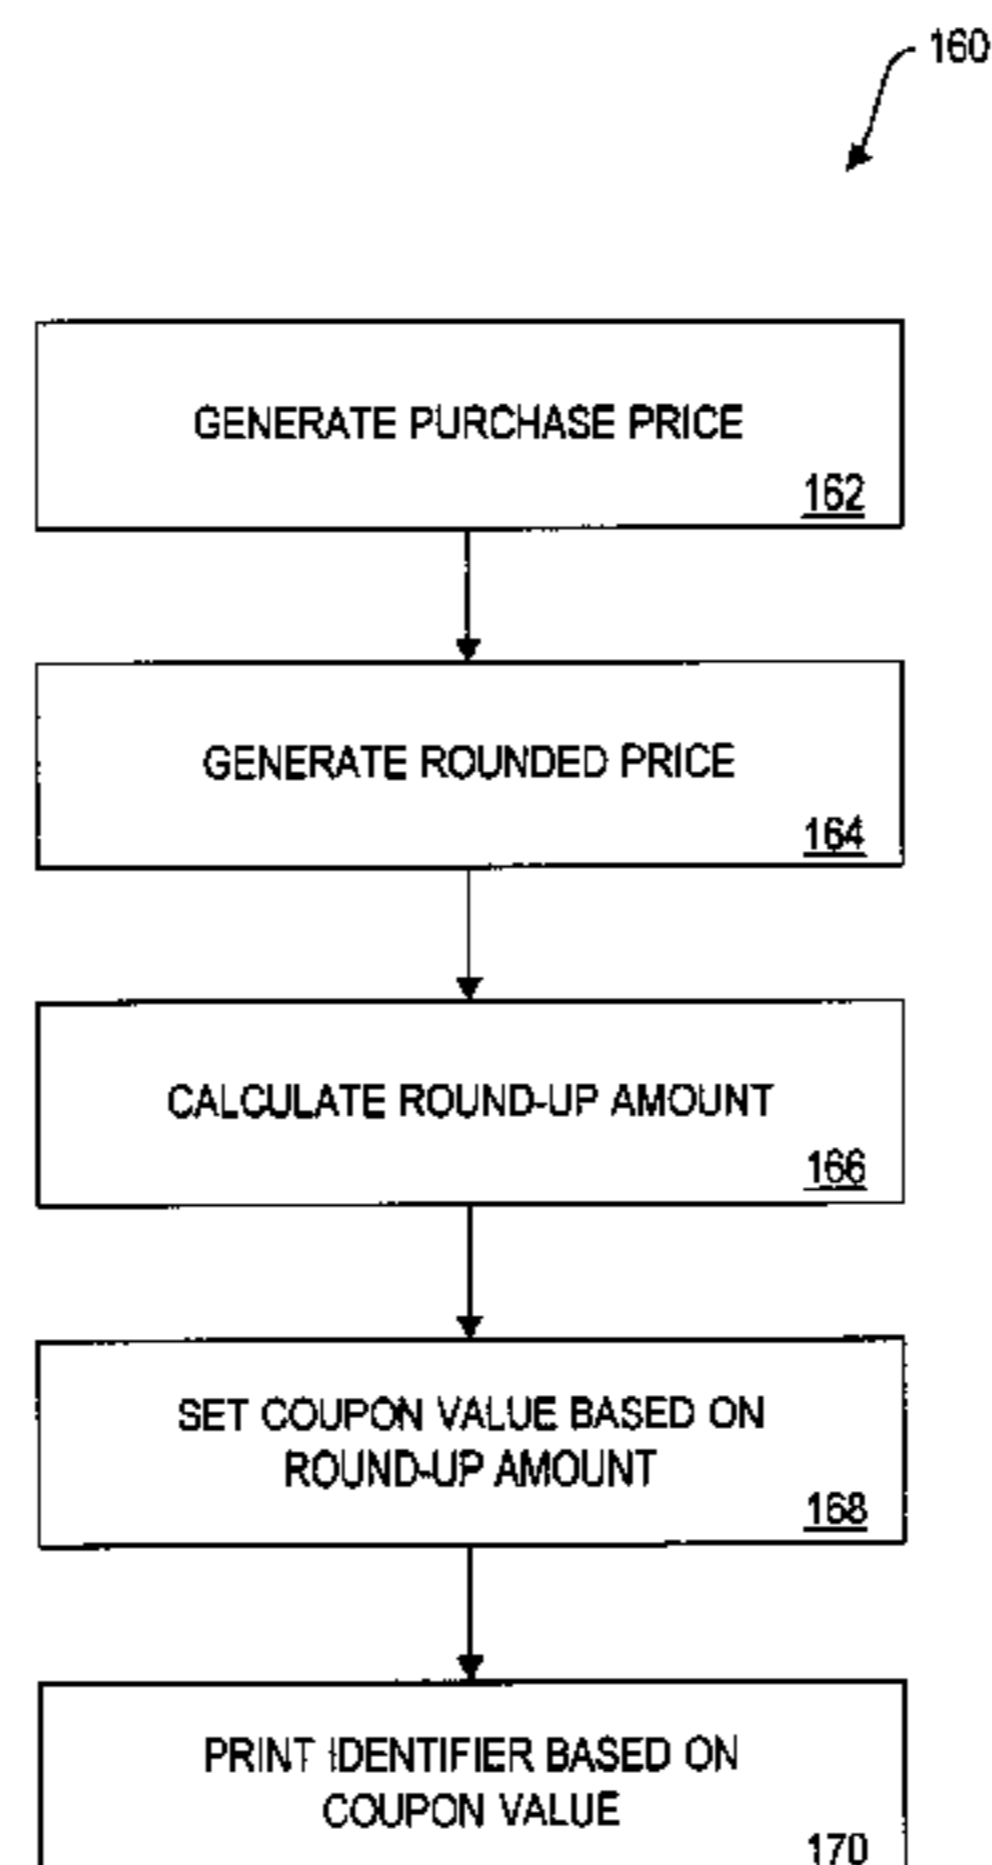 160
GENERATE PURCHASE PRICE
162
GENERATE ROUNDED PRICE
164
CALCULATE ROUND-UP AMOUNT
166
SET COUPON VALUE BASED ON
ROUND-UP AMOUNT
168
PRINT IDENTIFIER BASED ON
COUPON VALUE
170